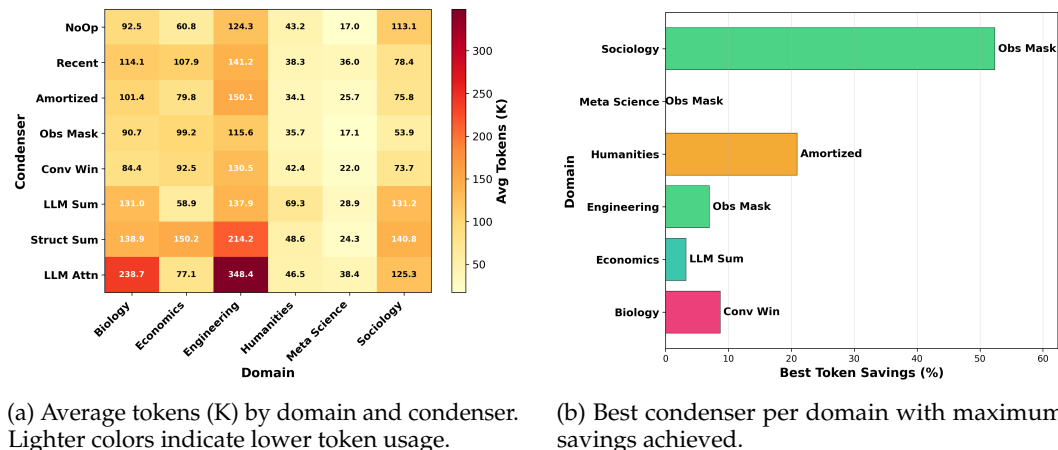 NoOp 92.5 60.8 124.3 43.2 17.0 113.1
Recent 114.1 107.9 141.2 38.3 36.0 78.4
Amortized 101.4 79.8 150.1 34.1 25.7 75.8
Obs Mask 90.7 99.2 115.6 35.7 17.1 53.9
Conv Win 84.4 92.5 130.5 42.4 22.0 73.7
LLM Sum 131.0 58.9 137.9 69.3 28.9 131.2
Struct Sum 138.9 150.2 214.2 48.6 24.3 140.8
LLM Attn 238.7 77.1 348.4 46.5 38.4 125.3
Condenser
Biology Economics Engineering Humanities Meta Science Sociology
Domain
300
250
200
150
100
50
Avg Tokens (K)
Sociology Obs Mask
Meta Science Obs Mask
Humanities Amortized
Engineering Obs Mask
Economics LLM Sum
Biology Conv Win
Domain
0 10 20 30 40 50 60
Best Token Savings (%)
(a) Average tokens (K) by domain and condenser.
Lighter colors indicate lower token usage.
(b) Best condenser per domain with maximum
savings achieved.